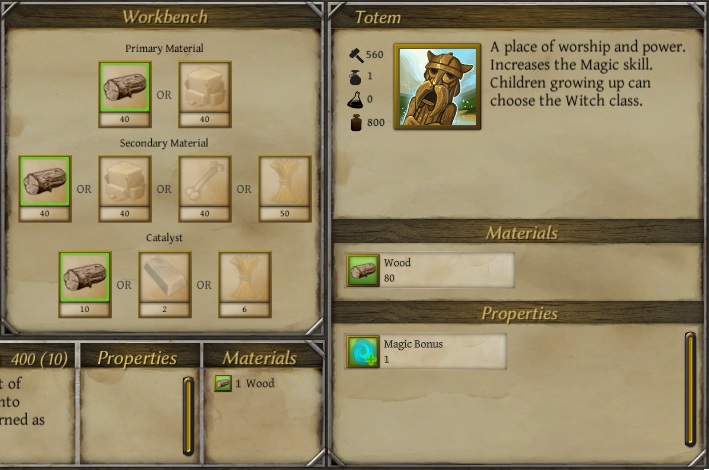 Workbench
Primary Material
OR
40
40
Secondary Material
OR
OR
OR
40
40
40
50
Catalyst
OR
OR
10
2
6
400 (10)
t of
nto
rned as
Properties
Materials
1 Wood
Totem
560
1
0
800
A place of worship and power.
Increases the Magic skill.
Children growing up can
choose the Witch class.
Materials
Wood
80
Properties
Magic Bonus
1